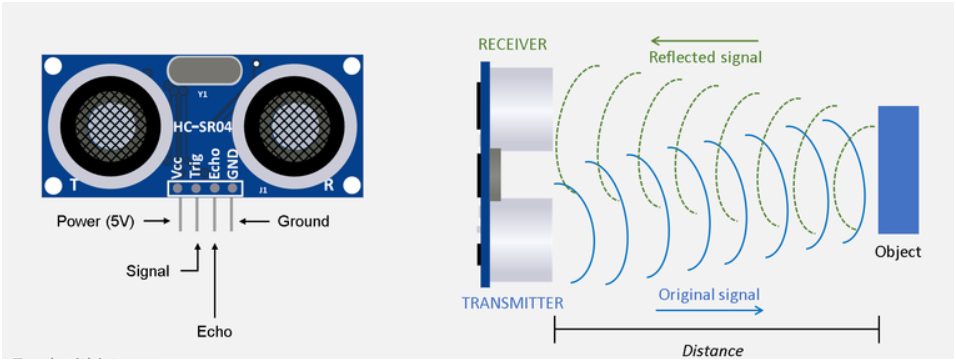 Y1
HC-SR04
Vcc
Trig
Echo
GND
T
J1
R
Power (5V)
Ground
Signal
Echo
RECEIVER
Reflected signal
Object
TRANSMITTER
Original signal
Distance